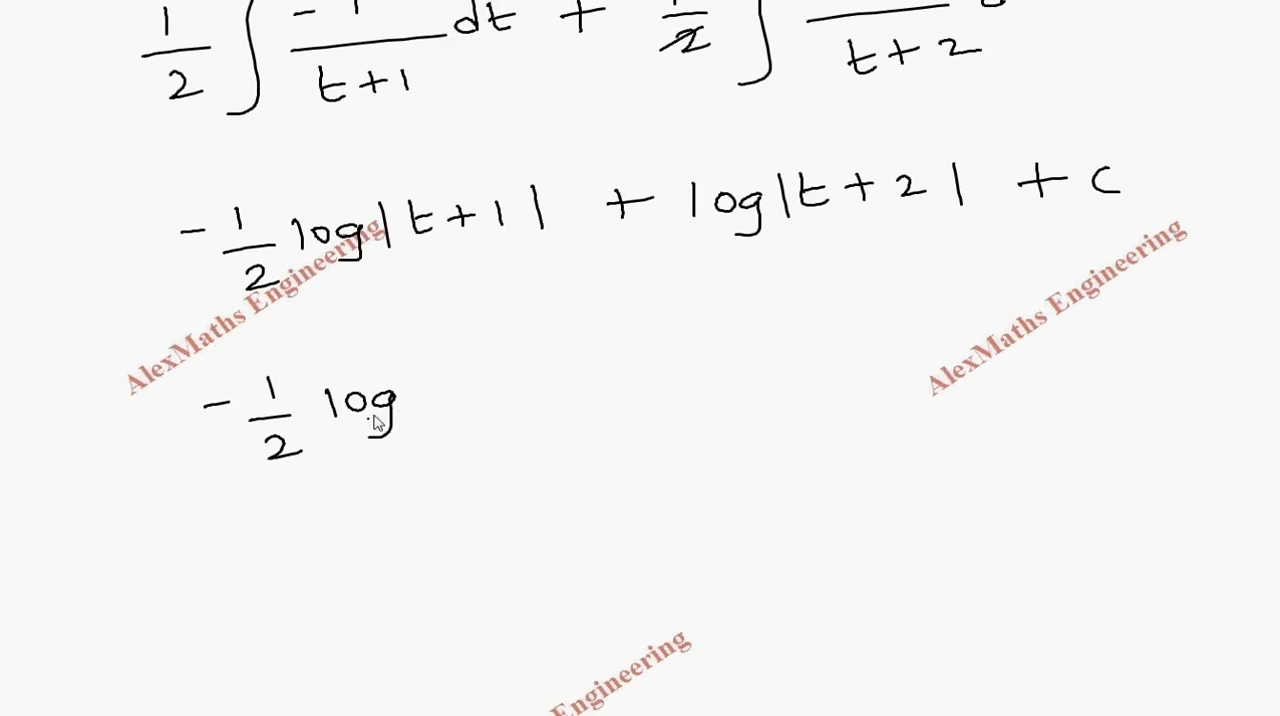 1/2 ∫ -1/(t+1) dt + 1/2 ∫ /(t+2)
- 1/2 log|t+1| + log|t+2| + c
AlexMaths Engineering
AlexMaths Engineering
- 1/2 log
Engineering